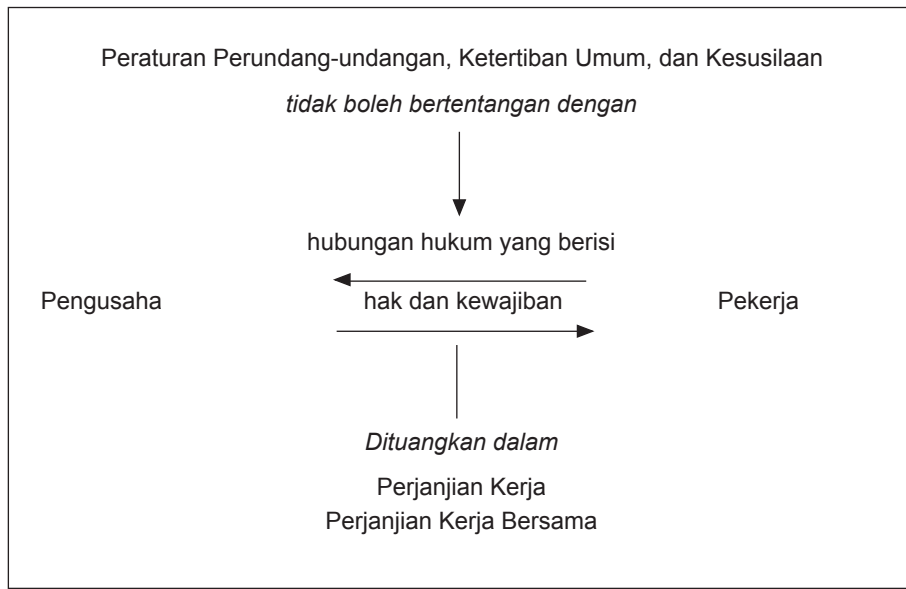 Peraturan Perundang-undangan, Ketertiban Umum, dan Kesusilaan
tidak boleh bertentangan dengan
hubungan hukum yang berisi
Pengusaha hak dan kewajiban Pekerja
Dituangkan dalam
Perjanjian Kerja
Perjanjian Kerja Bersama